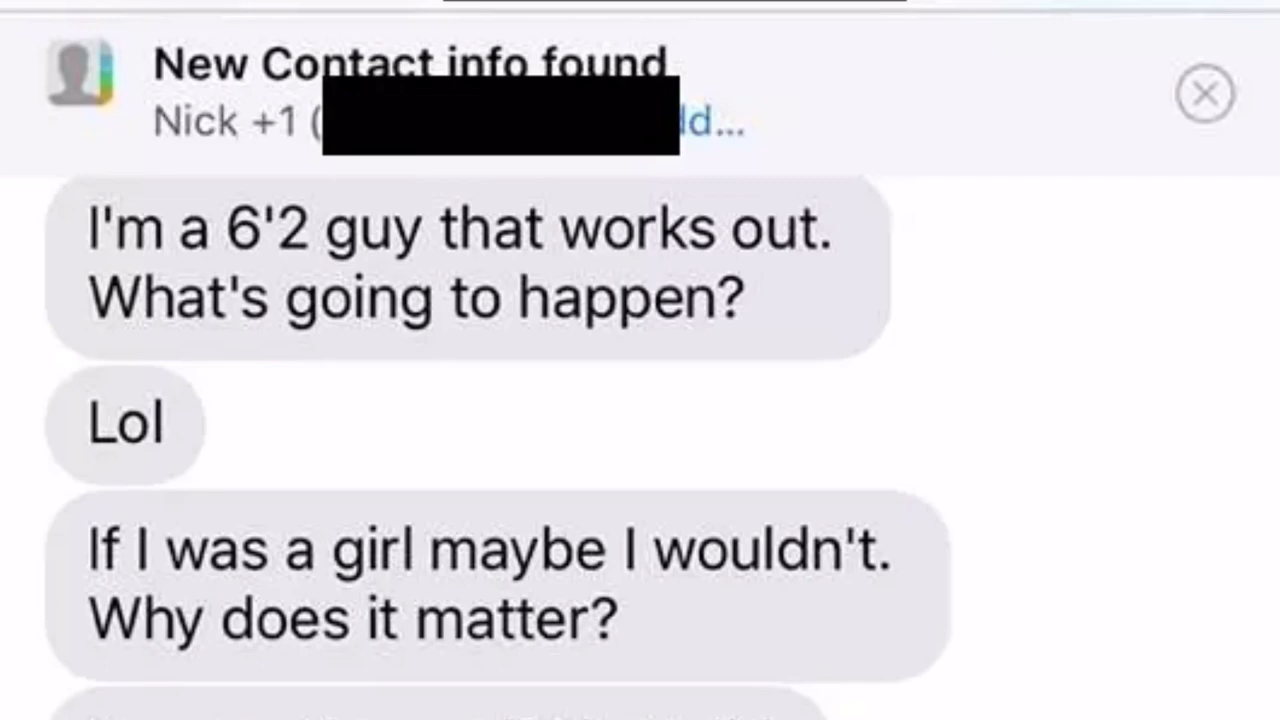 New Contact info found
Nick +1 (
dd...
I'm a 6'2 guy that works out.
What's going to happen?
Lol
If I was a girl maybe I wouldn't.
Why does it matter?